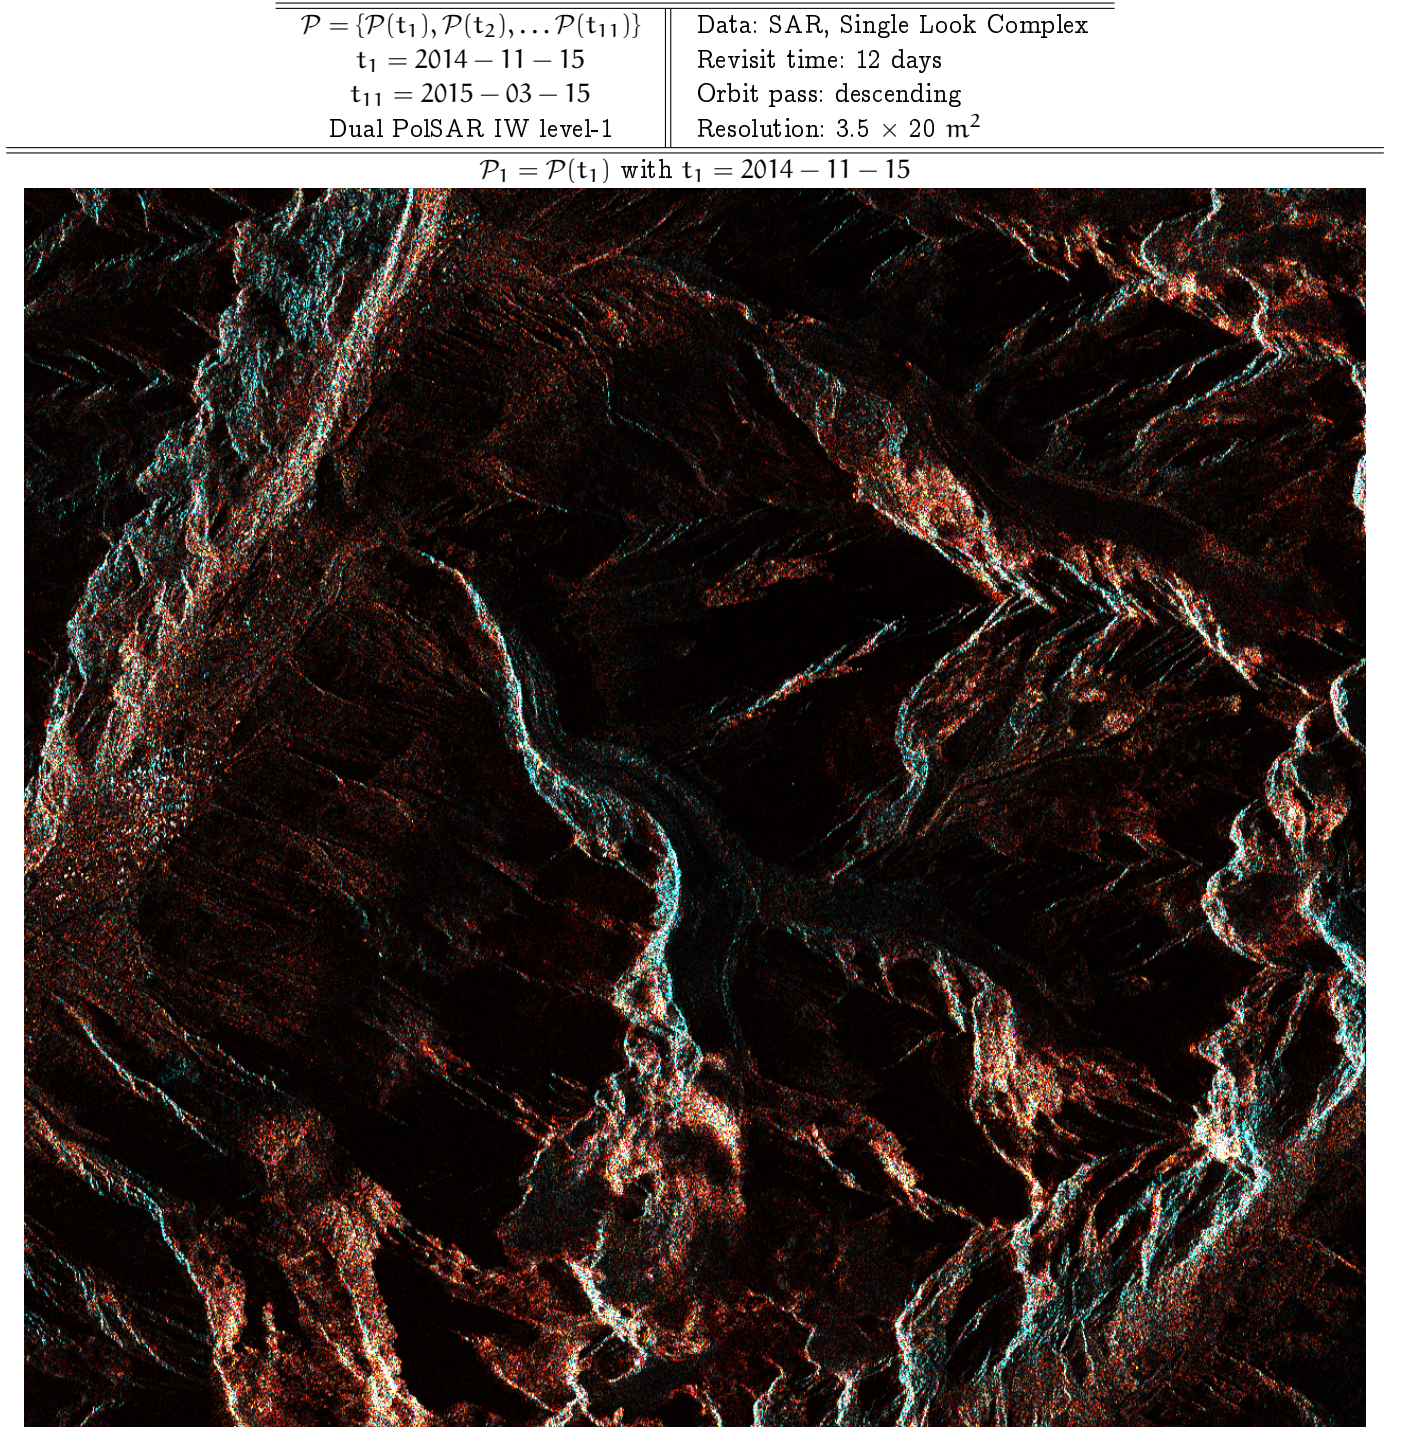 𝒫 = {𝒫(t₁), 𝒫(t₂), … 𝒫(t₁₁)}
t₁ = 2014 − 11 − 15
t₁₁ = 2015 − 03 − 15
Dual PolSAR IW level-1
Data: SAR, Single Look Complex
Revisit time: 12 days
Orbit pass: descending
Resolution: 3.5 × 20 m²
𝒫₁ = 𝒫(t₁) with t₁ = 2014 − 11 − 15